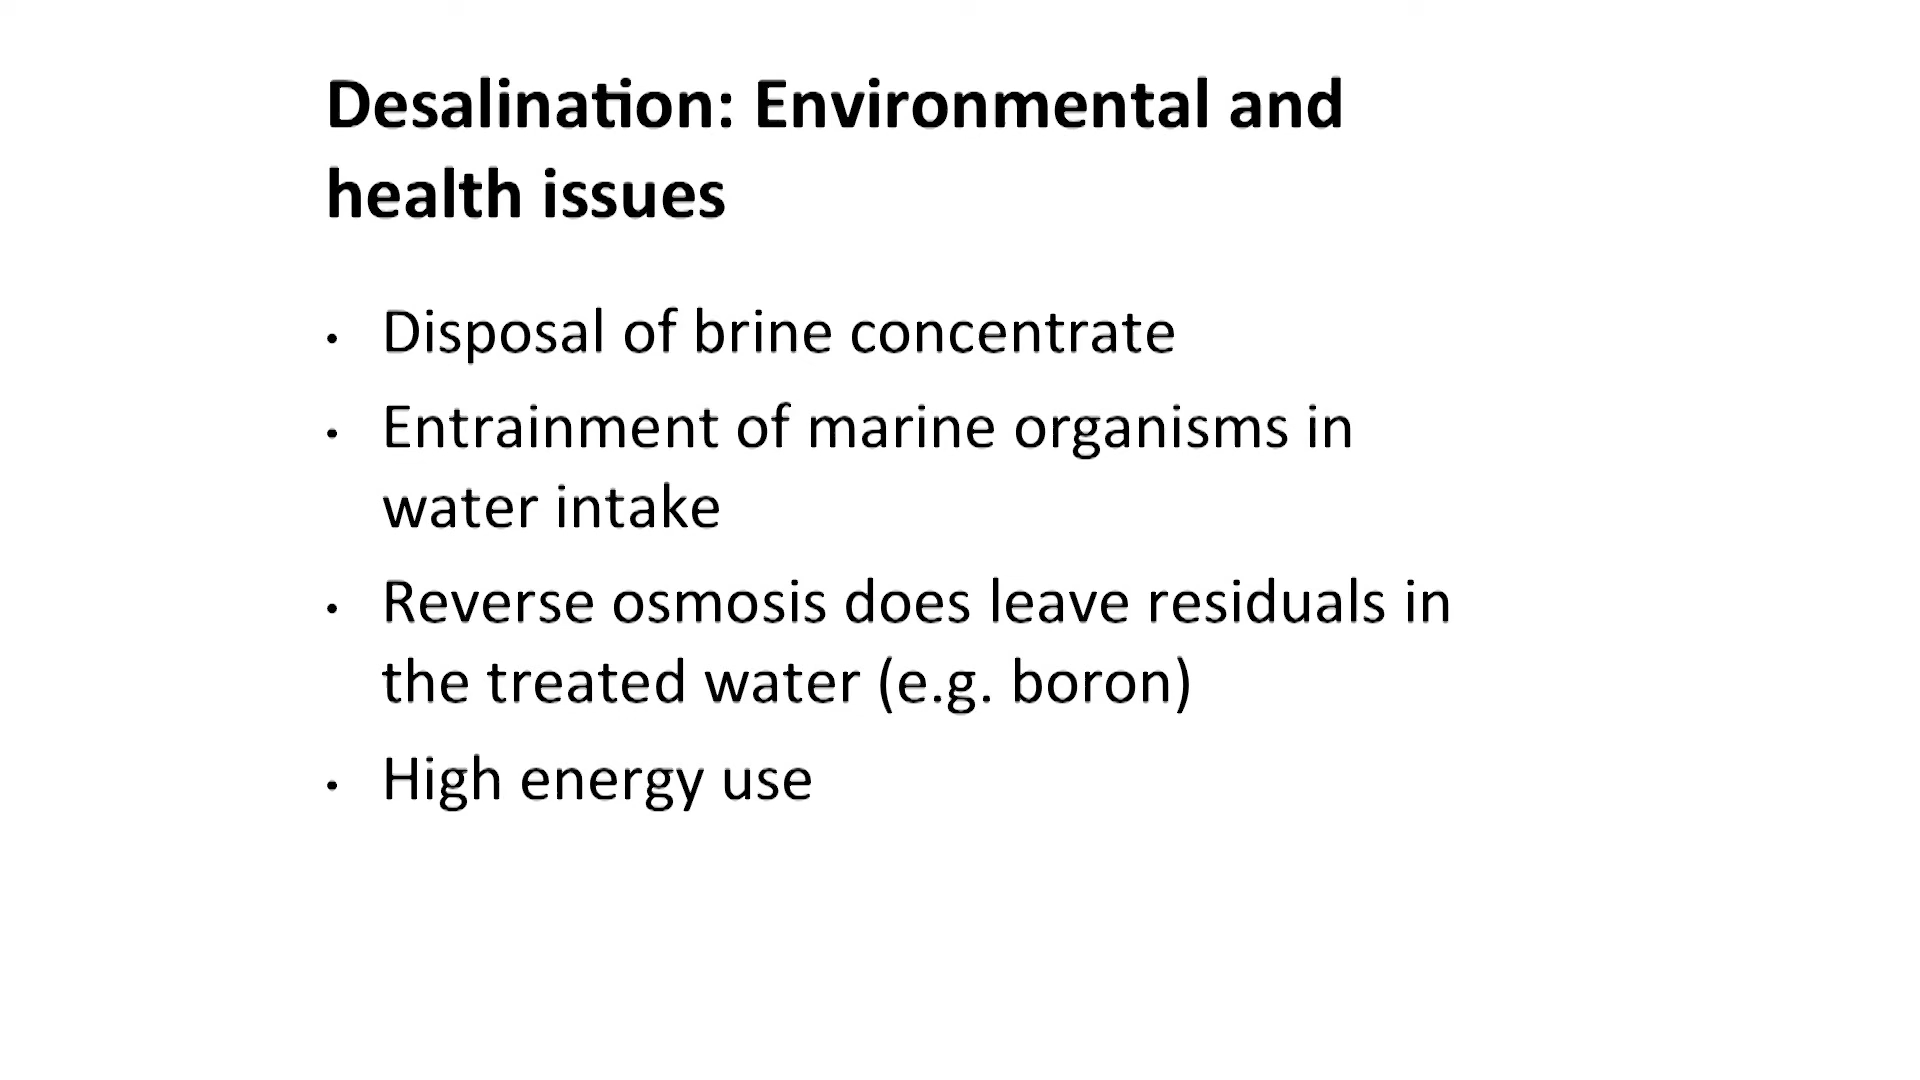 Desalination: Environmental and
health issues
• Disposal of brine concentrate
• Entrainment of marine organisms in
water intake
• Reverse osmosis does leave residuals in
the treated water (e.g. boron)
• High energy use